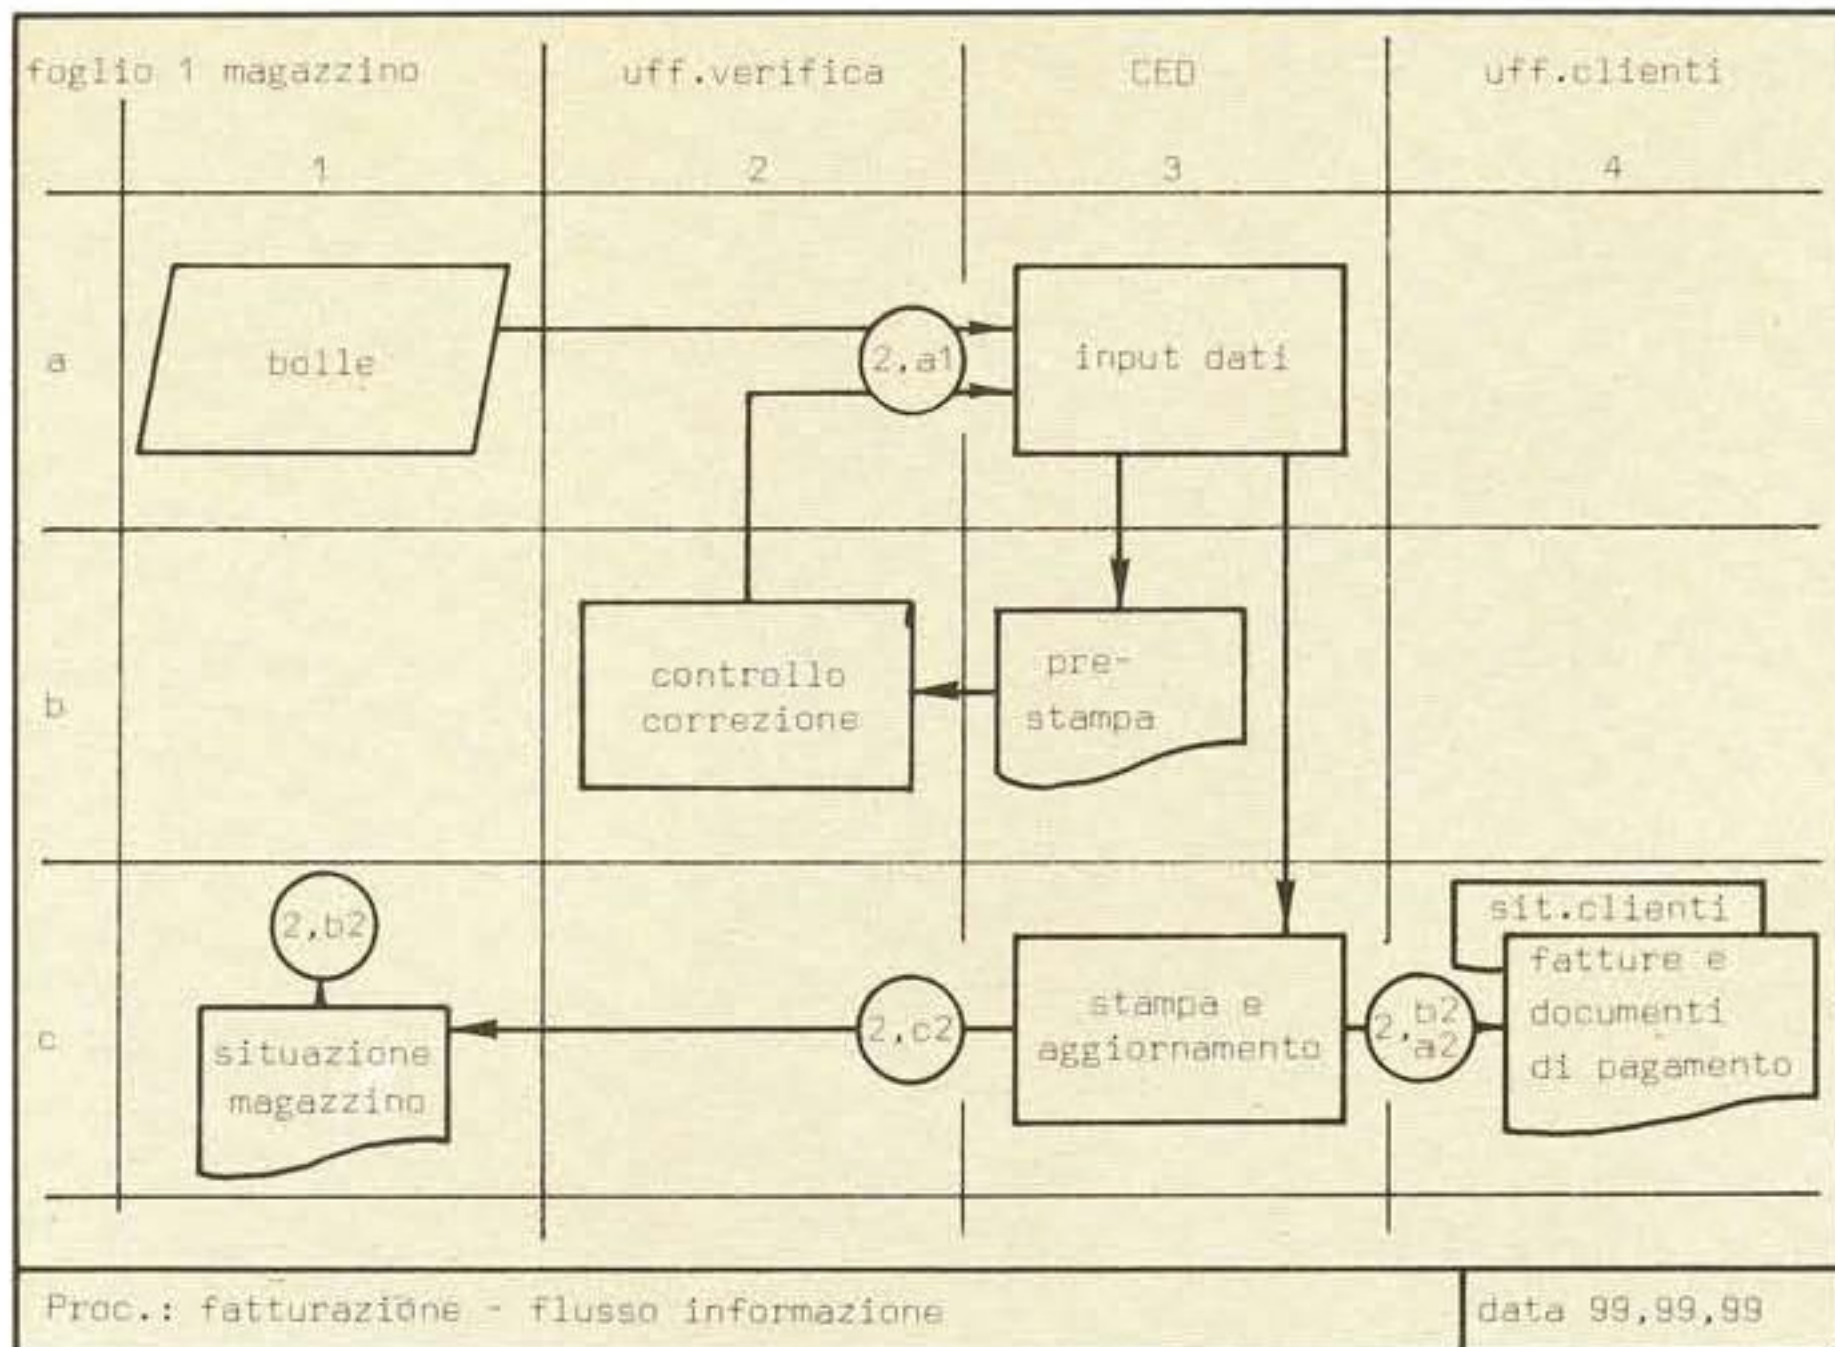 foglio 1 magazzino
uff.verifica
CED
uff.clienti
1
2
3
4
a
bolle
2,a1
input dati
b
controllo
correzione
pre-
stampa
c
2,b2
situazione
magazzino
2,c2
stampa e
aggiornamento
2,b2
a2
sit.clienti
fatture e
documenti
di pagamento
Proc.: fatturazione - flusso informazione
data 99,99,99